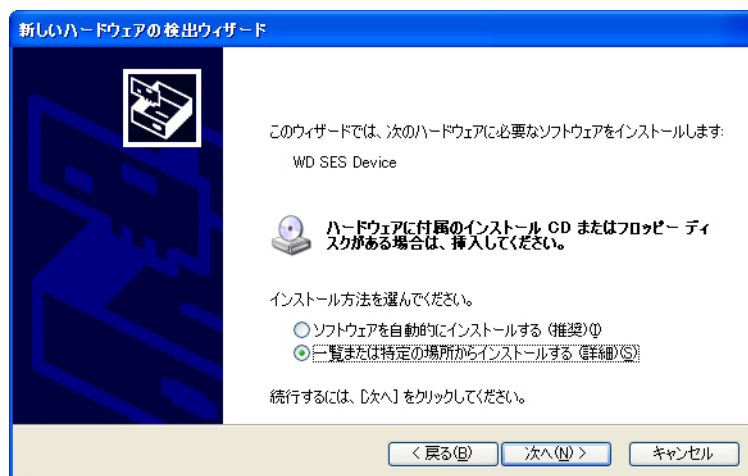 新しいハードウェアの検出ウィザード
このウィザードでは、次のハードウェアに必要なソフトウェアをインストールします:
WD SES Device
ハードウェアに付属のインストール CD またはフロッピー ディ
スクがある場合は、挿入してください。
インストール方法を選んでください。
ソフトウェアを自動的にインストールする (推奨)(I)
一覧または特定の場所からインストールする (詳細)(S)
続行するには、[次へ] をクリックしてください。
< 戻る(B)
次へ(N) >
キャンセル